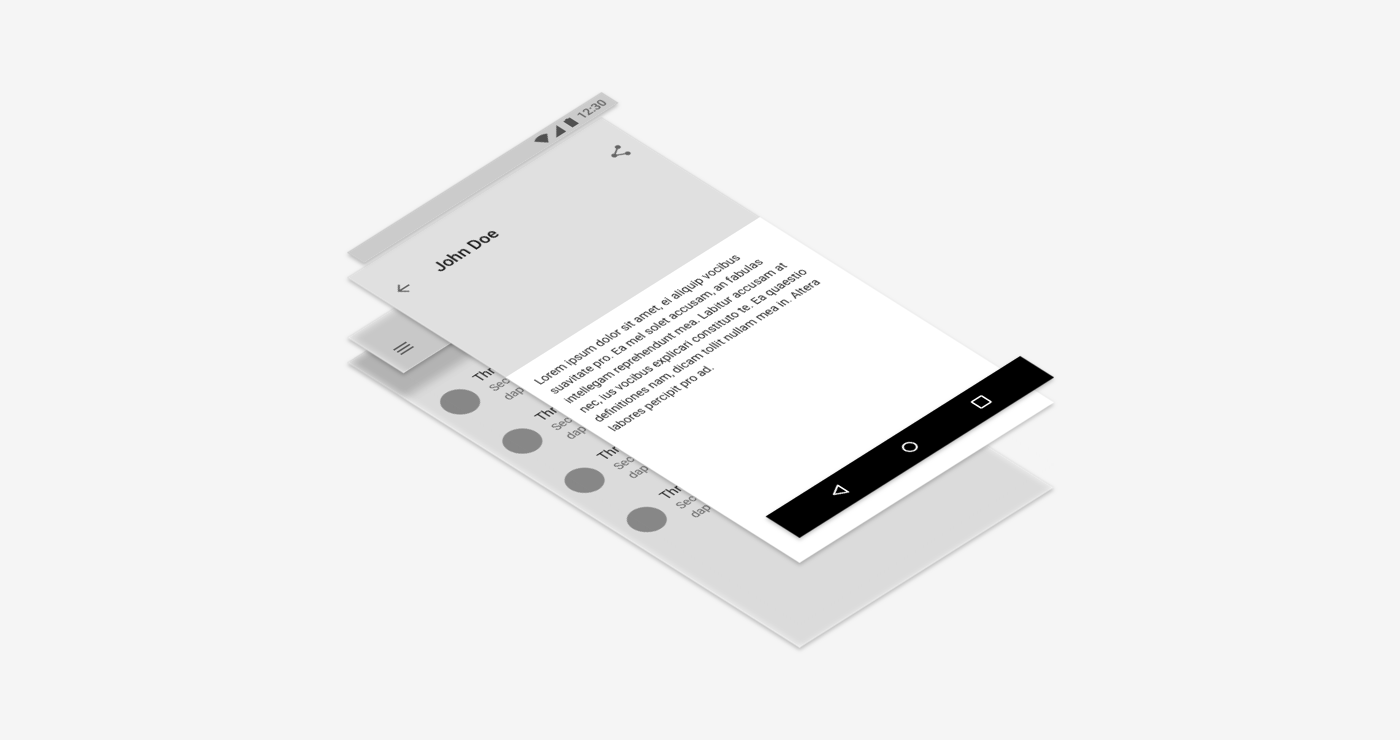 12:30
John Doe
Lorem ipsum dolor sit amet, ei aliquip vocibus
suavitate pro. Ea mei solet accusam, an fabulas
intellegam reprehendunt mea. Labitur accusam at
nec, ius vocibus explicari constituto te. Ea quaestio
definitiones nam, dicam tollit nullam mea in. Altera
labores percipit pro ad.
Thr
Sec
dap
Thr
Sec
dap
Thr
Sec
dap
Thr
Sec
dap